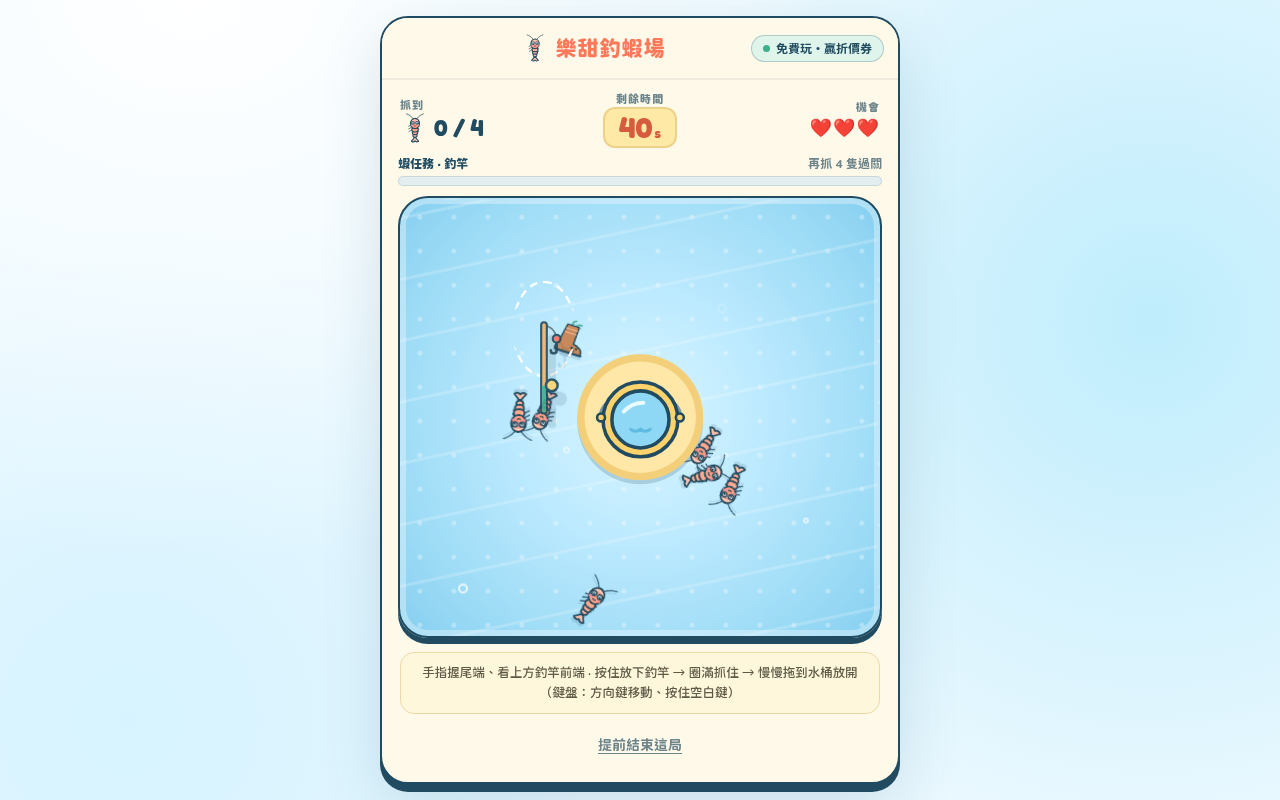 樂甜釣蝦場
免費玩・贏折價券
抓到
0 / 4
剩餘時間
40s
機會
蝦任務 · 釣竿
再抓 4 隻過關
手指握尾端、看上方釣竿前端 · 按住放下釣竿 → 圈滿抓住 → 慢慢拖到水桶放開
（鍵盤：方向鍵移動、按住空白鍵）
提前結束這局